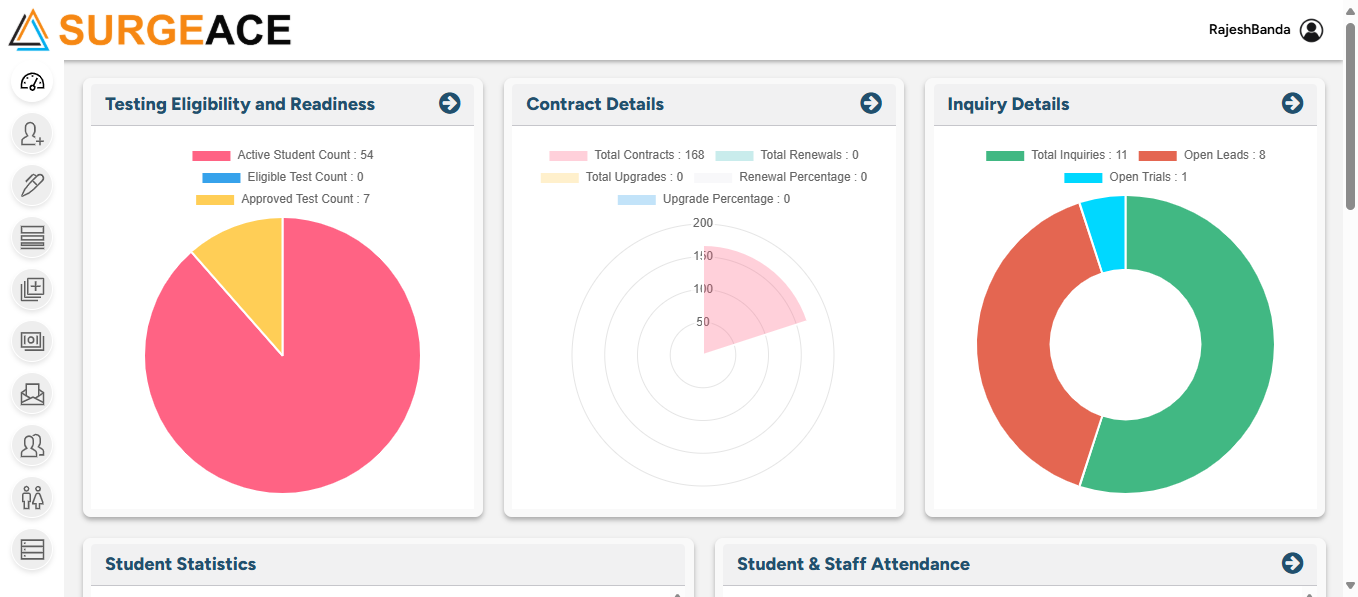 SURGEACE
RajeshBanda
Testing Eligibility and Readiness
Active Student Count : 54
Eligible Test Count : 0
Approved Test Count : 7
Contract Details
Total Contracts : 168 Total Renewals : 0
Total Upgrades : 0 Renewal Percentage : 0
Upgrade Percentage : 0
200
150
100
50
Inquiry Details
Total Inquiries : 11 Open Leads : 8
Open Trials : 1
Student Statistics
Student & Staff Attendance